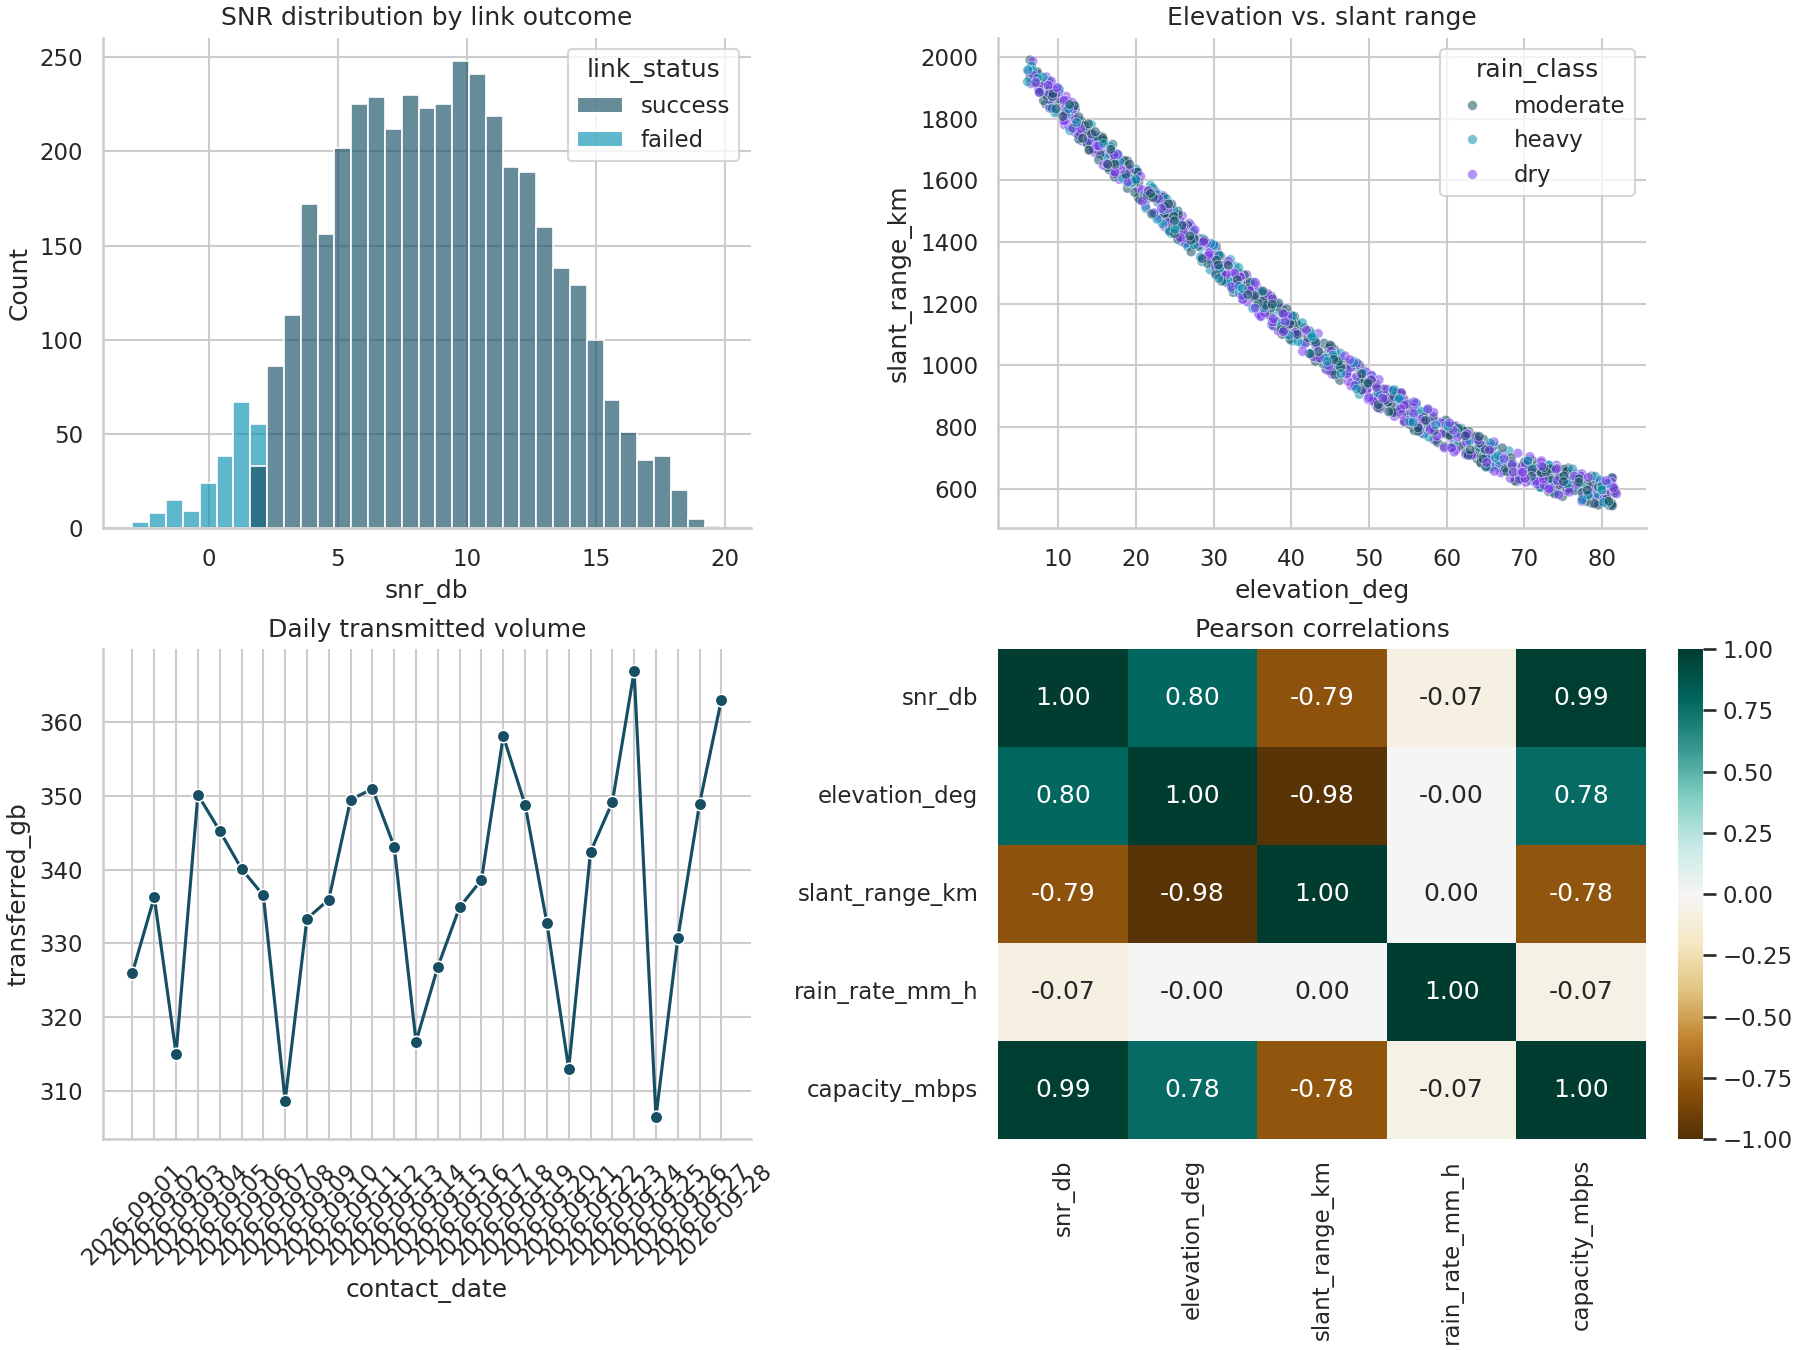 SNR distribution by link outcome
Count
250
200
150
100
50
0
0
5
10
15
20
snr_db
link_status
success
failed
Elevation vs. slant range
slant_range_km
2000
1800
1600
1400
1200
1000
800
600
10
20
30
40
50
60
70
80
elevation_deg
rain_class
moderate
heavy
dry
Daily transmitted volume
transferred_gb
360
350
340
330
320
310
2026-09-01
2026-09-02
2026-09-03
2026-09-04
2026-09-05
2026-09-06
2026-09-07
2026-09-08
2026-09-09
2026-09-10
2026-09-11
2026-09-12
2026-09-13
2026-09-14
2026-09-15
2026-09-16
2026-09-17
2026-09-18
2026-09-19
2026-09-20
2026-09-21
2026-09-22
2026-09-23
2026-09-24
2026-09-25
2026-09-26
2026-09-27
2026-09-28
contact_date
Pearson correlations
snr_db 1.00 0.80 -0.79 -0.07 0.99
elevation_deg 0.80 1.00 -0.98 -0.00 0.78
slant_range_km -0.79 -0.98 1.00 0.00 -0.78
rain_rate_mm_h -0.07 -0.00 0.00 1.00 -0.07
capacity_mbps 0.99 0.78 -0.78 -0.07 1.00
snr_db
elevation_deg
slant_range_km
rain_rate_mm_h
capacity_mbps
1.00
0.75
0.50
0.25
0.00
−0.25
−0.50
−0.75
−1.00